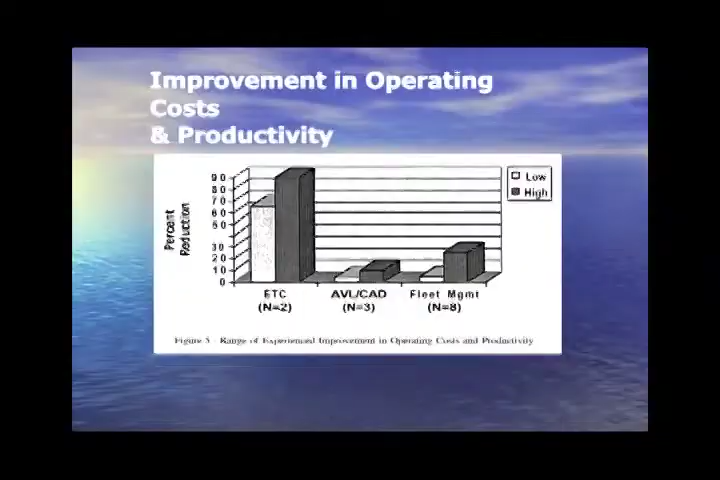 Improvement in Operating
Costs
& Productivity
Low
High
Percent
Reduction
90
80
70
60
50
30
20
10
0
ETC
(N=2)
AVL/CAD
(N=3)
Fleet Mgmt
(N=8)
Figure 5 - Range of Experienced Improvement in Operating Costs and Productivity